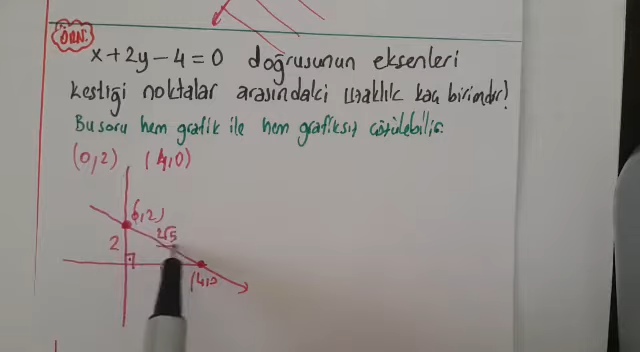 ÖRN.
x+2y-4=0 doğrusunun eksenleri
kestiği noktalar arasındaki uzaklık kaç birimdir?
Bu soru hem grafik ile hem grafiksiz çözülebilir.
(0,2) (4,0)
(0,2)
2√5
2
(4,0